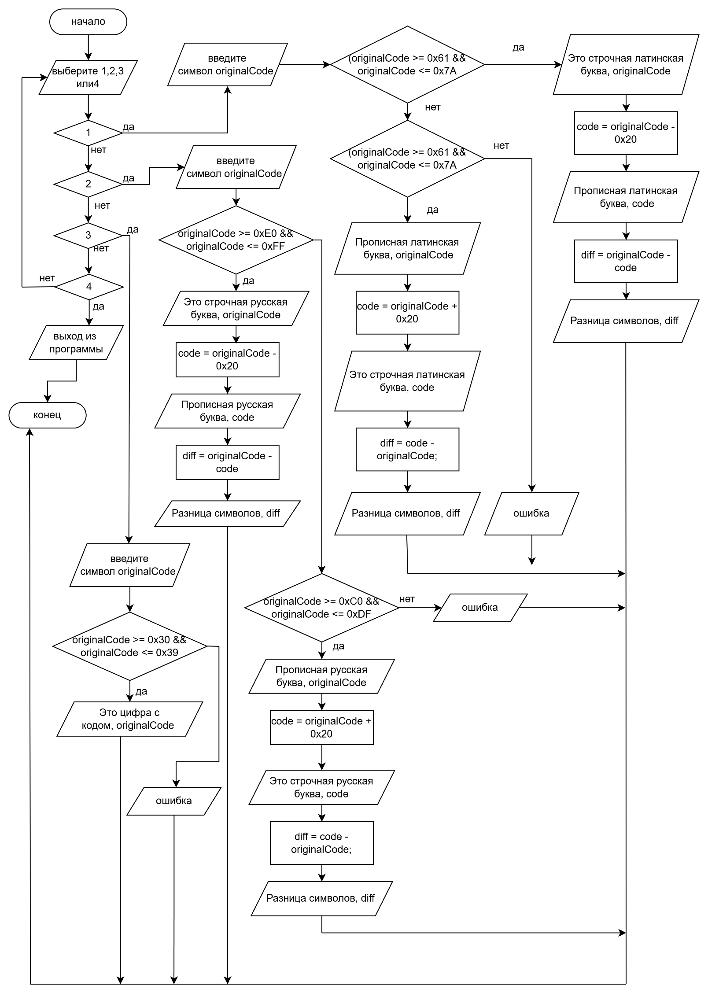 начало
выберите 1,2,3
или4
1
да
нет
2
да
нет
3
да
нет
4
нет
да
выход из
программы
конец
введите
символ originalCode
(originalCode >= 0x61 &&
originalCode <= 0x7A
да
нет
Это строчная латинская
буква, originalCode
code = originalCode -
0x20
Прописная латинская
буква, code
diff = originalCode -
code
Разница символов, diff
(originalCode >= 0x61 &&
originalCode <= 0x7A
нет
да
Прописная латинская
буква, originalCode
code = originalCode +
0x20
Это строчная латинская
буква, code
diff = code -
originalCode;
Разница символов, diff
ошибка
введите
символ originalCode
originalCode >= 0xE0 &&
originalCode <= 0xFF
да
Это строчная русская
буква, originalCode
code = originalCode -
0x20
Прописная русская
буква, code
diff = originalCode -
code
Разница символов, diff
originalCode >= 0xC0 &&
originalCode <= 0xDF
нет
ошибка
да
Прописная русская
буква, originalCode
code = originalCode +
0x20
Это строчная русская
буква, code
diff = code -
originalCode;
Разница символов, diff
введите
символ originalCode
originalCode >= 0x30 &&
originalCode <= 0x39
да
Это цифра с
кодом, originalCode
ошибка